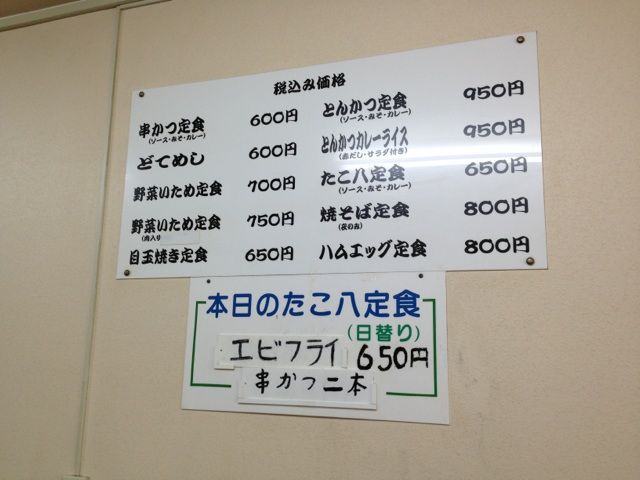 税込み価格
串かつ定食 600円
(ソース・みそ・カレー)
どてめし 600円
野菜いため定食 700円
野菜いため定食 750円
(肉入り
目玉焼き定食 650円
とんかつ定食 950円
(ソース・みそ・カレー)
とんかつカレーライス 950円
(赤だし・サラダ付き)
たこ八定食 650円
(ソース・みそ・カレー)
焼そば定食 800円
(夜のみ)
ハムエッグ定食 800円
本日のたこ八定食
(日替り)
エビフライ 650円
串かつ二本